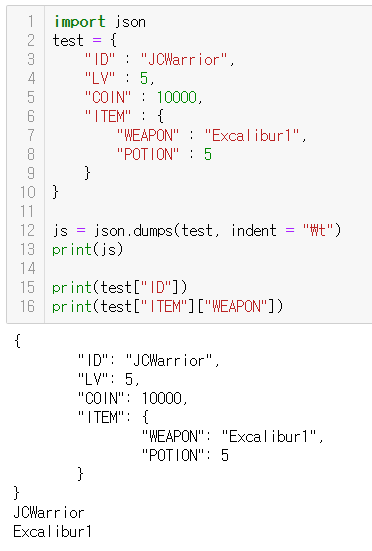 1 import json
2 test = {
3     "ID" : "JCWarrior",
4     "LV" : 5,
5     "COIN" : 10000,
6     "ITEM" : {
7         "WEAPON" : "Excalibur1",
8         "POTION" : 5
9     }
10 }
11
12 js = json.dumps(test, indent = "₩t")
13 print(js)
14
15 print(test["ID"])
16 print(test["ITEM"]["WEAPON"])
{
        "ID": "JCWarrior",
        "LV": 5,
        "COIN": 10000,
        "ITEM": {
                "WEAPON": "Excalibur1",
                "POTION": 5
        }
}
JCWarrior
Excalibur1